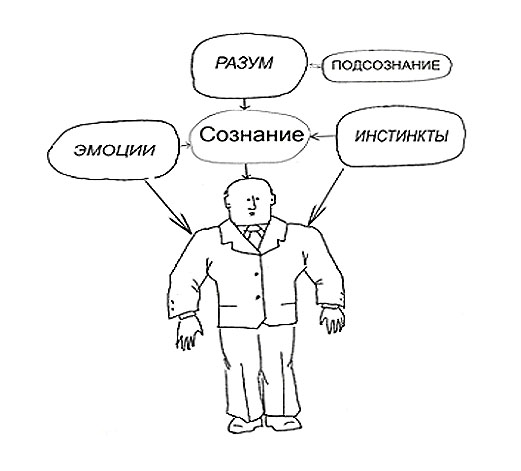 РАЗУМ
ПОДСОЗНАНИЕ
ЭМОЦИИ
Сознание
ИНСТИНКТЫ